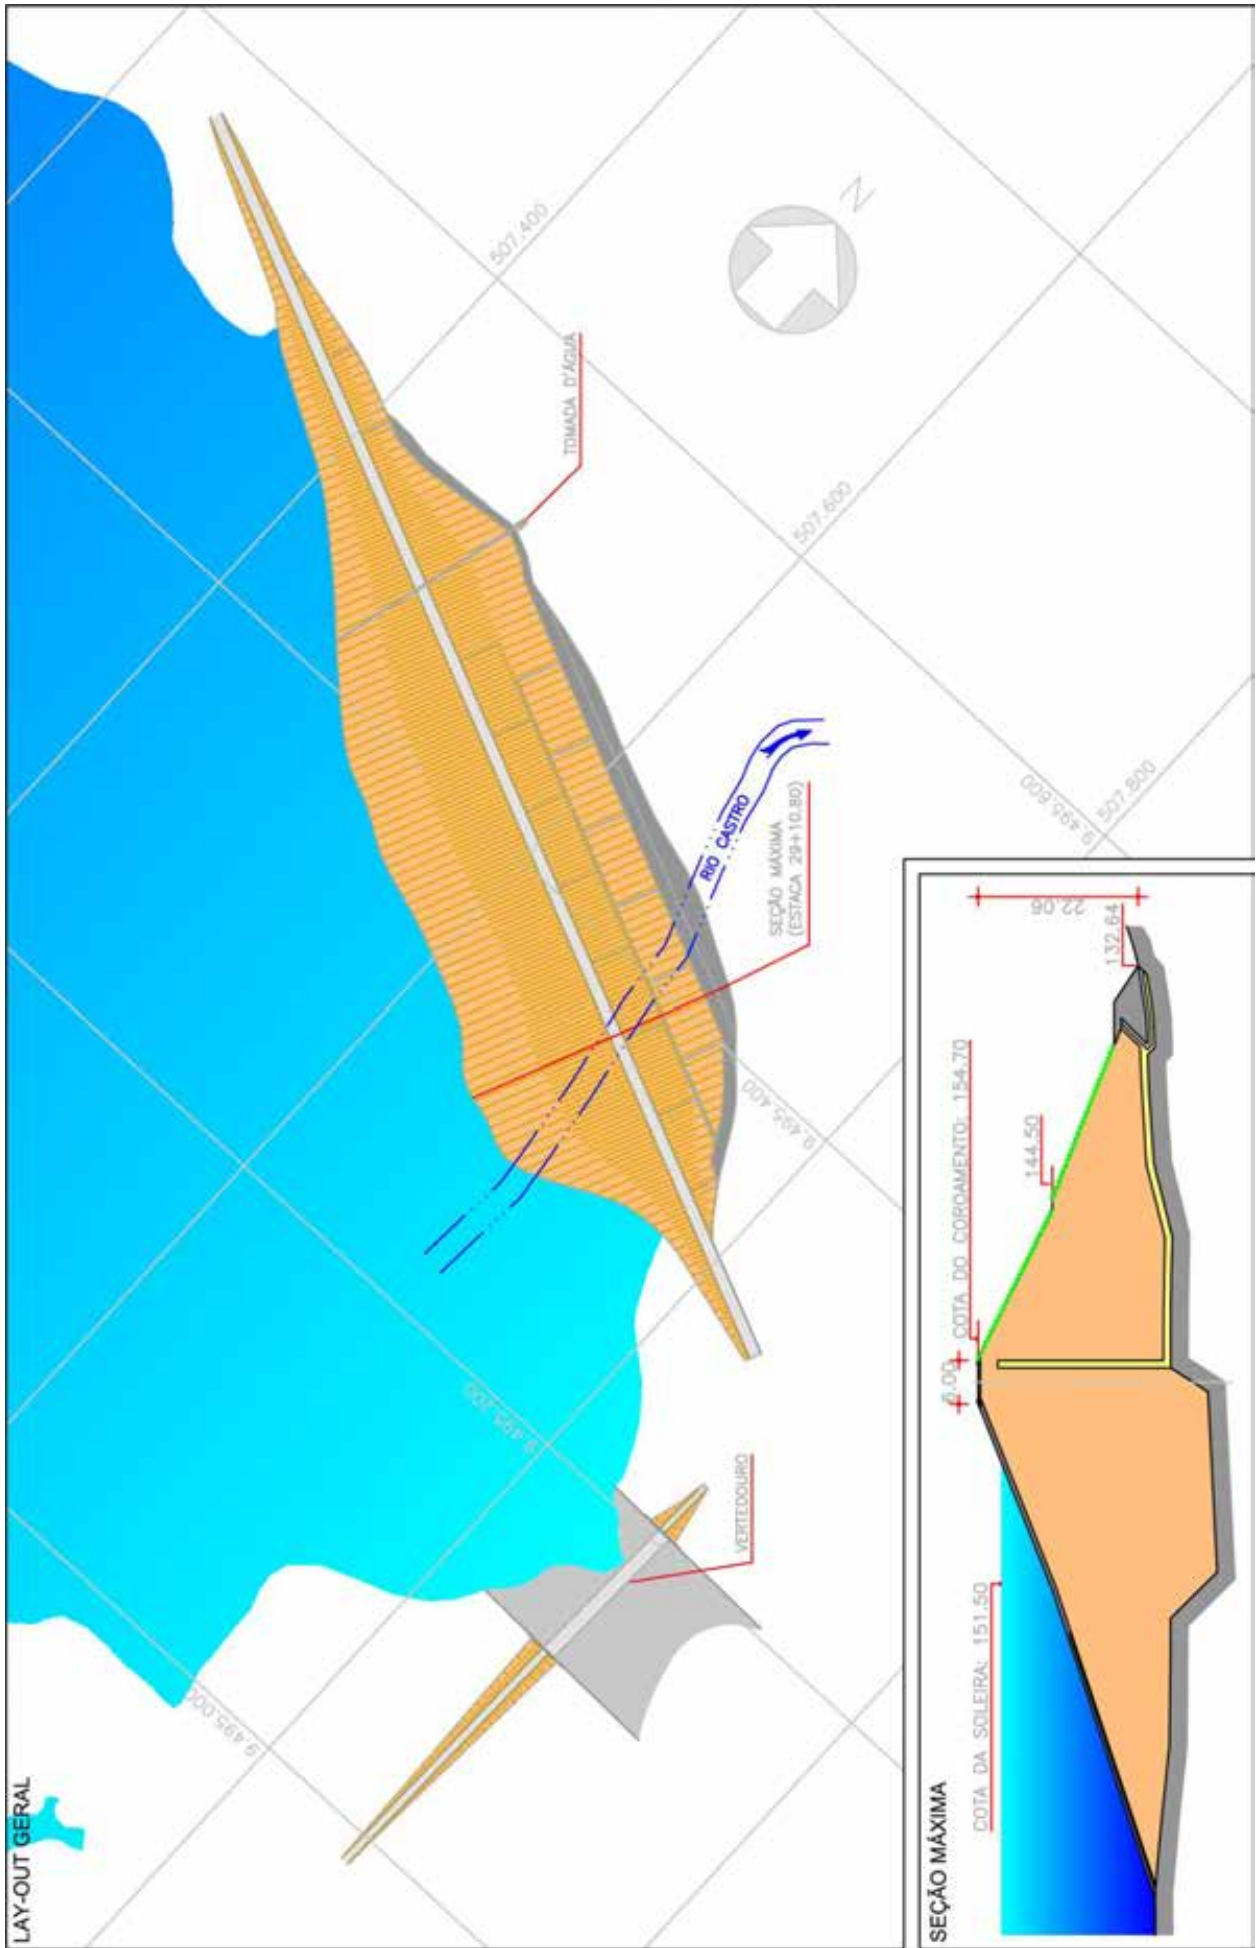 LAY-OUT GERAL
507.400
N
TOMADA D'ÁGUA
507.600
507.800
9.495.600
RIO CASTRO
SEÇÃO MÁXIMA
(ESTACA 29+10.80)
9.495.400
9.495.200
VERTEDOURO
9.495.000
SEÇÃO MÁXIMA
COTA DA SOLEIRA: 151.50
6.00
COTA DO COROAMENTO: 154.70
144.50
132.64
22.06